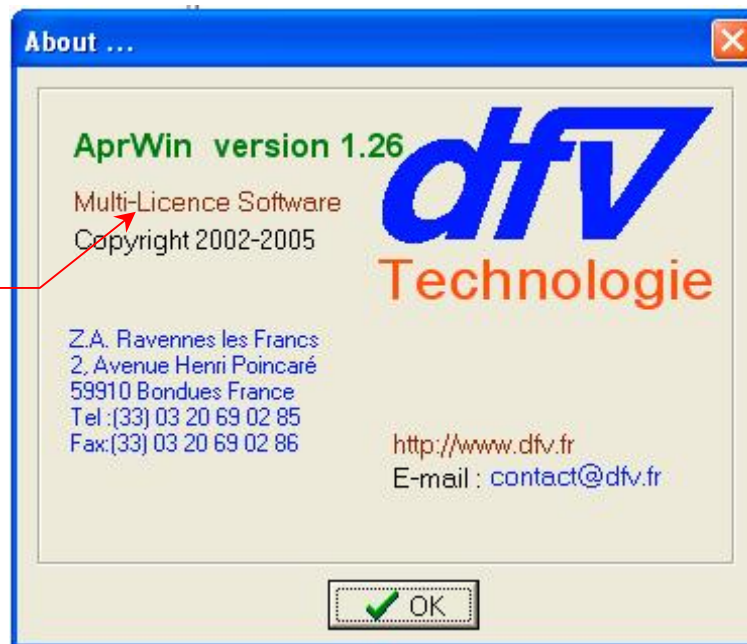 About ...
AprWin version 1.26
dfv
Technologie
Multi-Licence Software
Copyright 2002-2005
Z.A. Ravennes les Francs
2, Avenue Henri Poincaré
59910 Bondues France
Tel :(33) 03 20 69 02 85
Fax:(33) 03 20 69 02 86
http://www.dfv.fr
E-mail : contact@dfv.fr
OK